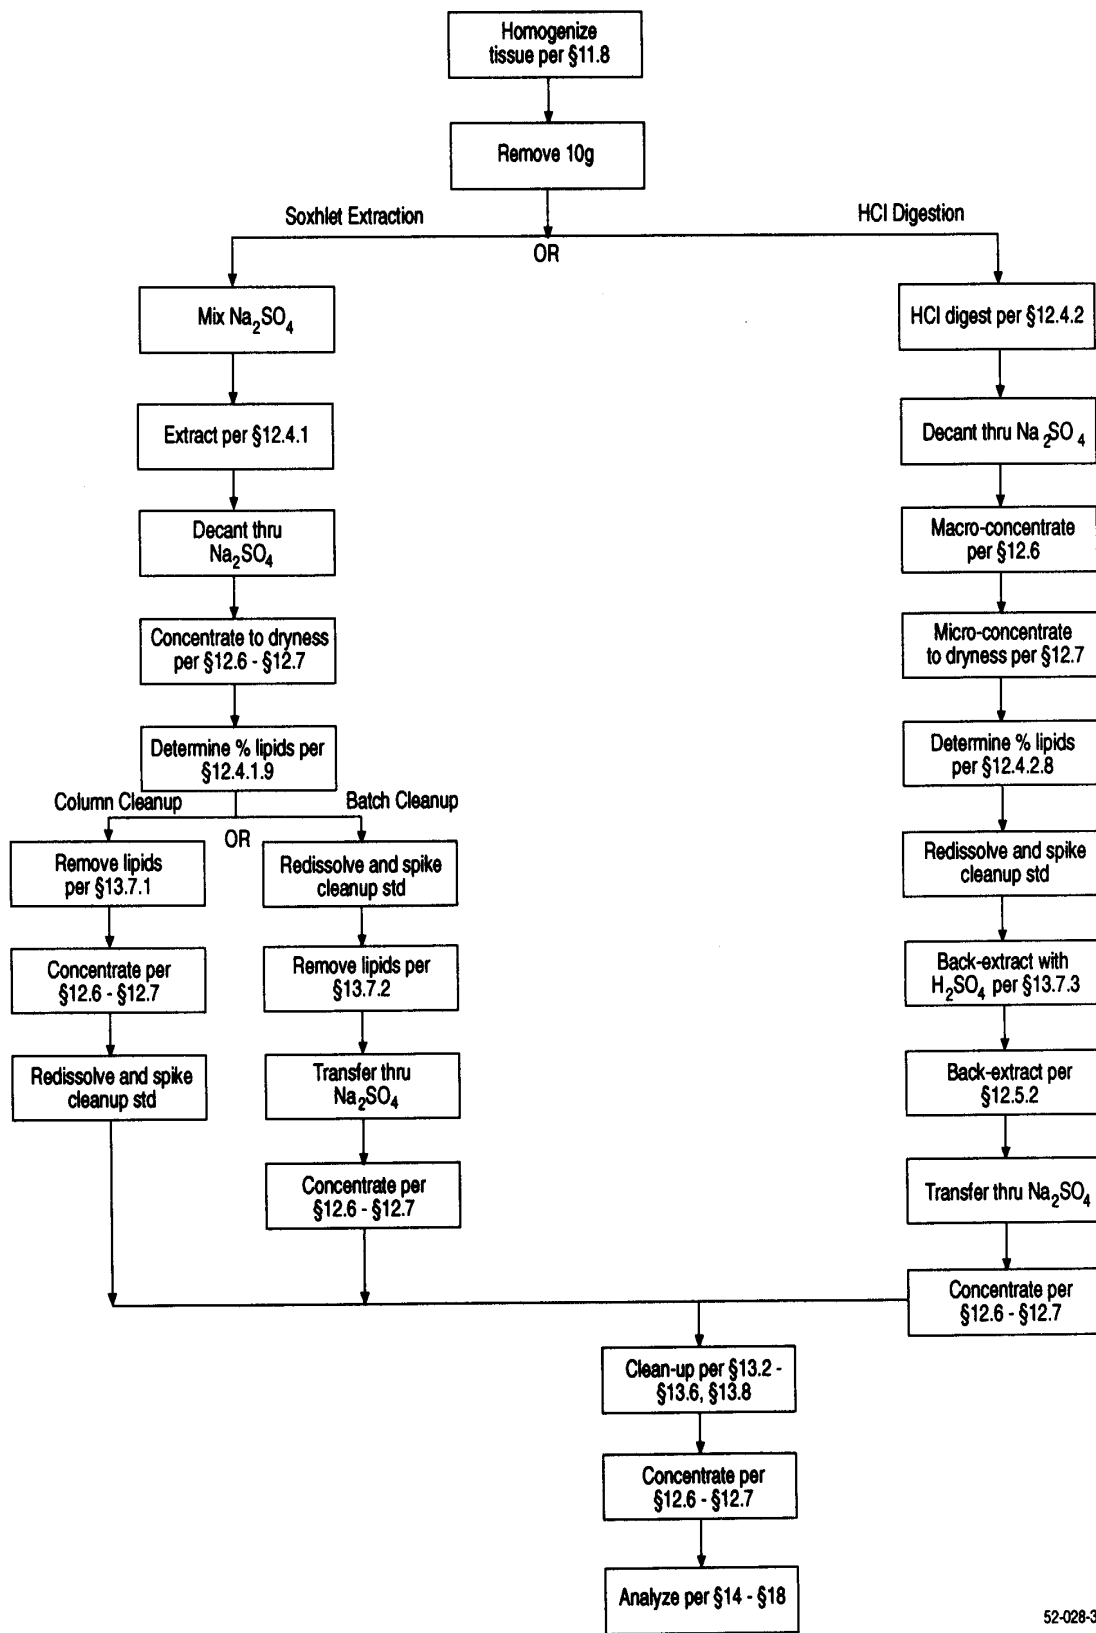 Homogenize
tissue per §11.8
Remove 10g
Soxhlet Extraction
HCl Digestion
OR
Mix Na₂SO₄
HCl digest per §12.4.2
Extract per §12.4.1
Decant thru Na₂SO₄
Decant thru
Na₂SO₄
Macro-concentrate
per §12.6
Concentrate to dryness
per §12.6 - §12.7
Micro-concentrate
to dryness per §12.7
Determine % lipids per
§12.4.1.9
Determine % lipids
per §12.4.2.8
Column Cleanup
Batch Cleanup
OR
Remove lipids
per §13.7.1
Redissolve and spike
cleanup std
Redissolve and spike
cleanup std
Concentrate per
§12.6 - §12.7
Remove lipids per
§13.7.2
Back-extract with
H₂SO₄ per §13.7.3
Redissolve and spike
cleanup std
Transfer thru
Na₂SO₄
Back-extract per
§12.5.2
Concentrate per
§12.6 - §12.7
Transfer thru Na₂SO₄
Concentrate per
§12.6 - §12.7
Clean-up per §13.2 -
§13.6, §13.8
Concentrate per
§12.6 - §12.7
Analyze per §14 - §18
52-028-3